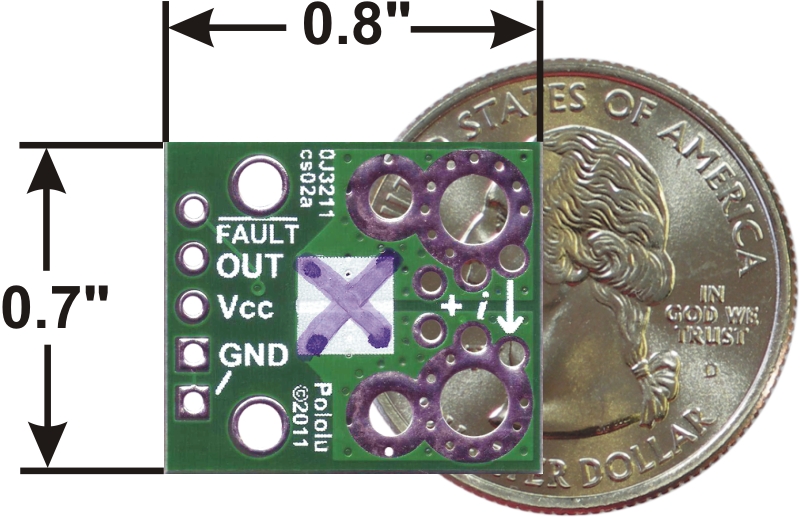 0.8"
0.7"
0J3211
cs02a
FAULT
OUT
Vcc
GND
+ i
Pololu
©2011
STATES OF AMERICA
IN
GOD WE
TRUST
D
DOLLAR